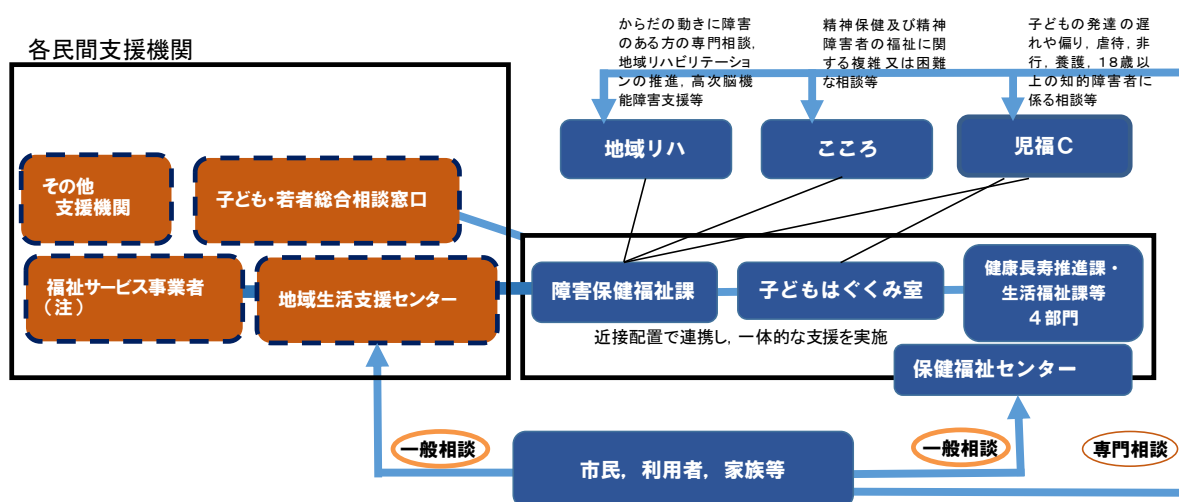 各民間支援機関
からだの動きに障害
のある方の専門相談,
地域リハビリテーショ
ンの推進, 高次脳機
能障害支援等
精神保健及び精神
障害者の福祉に関
する複雑又は困難
な相談等
子どもの発達の遅
れや偏り, 虐待, 非
行, 養護, 18歳以
上の知的障害者に
係る相談等
地域リハ
こころ
児福C
その他
支援機関
子ども・若者総合相談窓口
福祉サービス事業者
(注)
地域生活支援センター
障害保健福祉課
子どもはぐくみ室
健康長寿推進課・
生活福祉課等
4部門
近接配置で連携し, 一体的な支援を実施
保健福祉センター
一般相談
市民, 利用者, 家族等
一般相談
専門相談